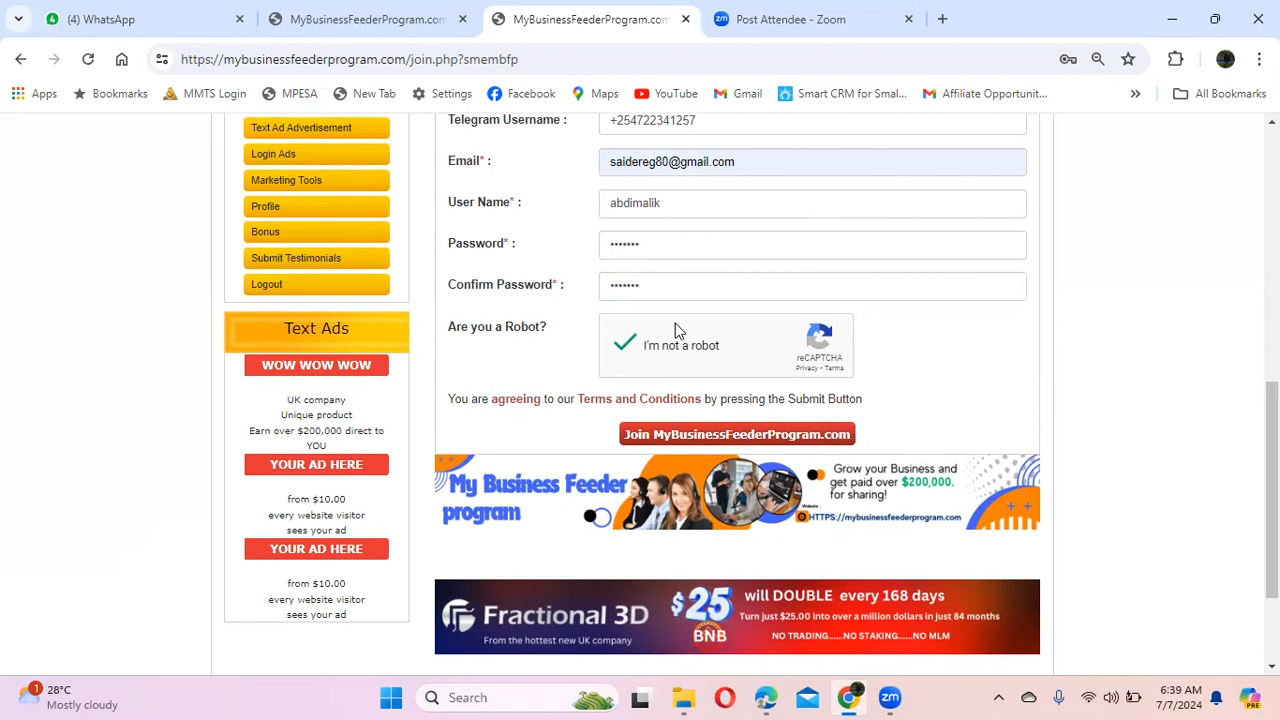 (4) WhatsApp
MyBusinessFeederProgram.com
MyBusinessFeederProgram.com
Post Attendee - Zoom
https://mybusinessfeederprogram.com/join.php?smembfp
Apps
Bookmarks
MMTS Login
MPESA
New Tab
Settings
Facebook
Maps
YouTube
Gmail
Smart CRM for Smal...
Affiliate Opportunit...
All Bookmarks
Text Ad Advertisement
Login Ads
Marketing Tools
Profile
Bonus
Submit Testimonials
Logout
Text Ads
WOW WOW WOW
UK company
Unique product
Earn over $200,000 direct to
YOU
YOUR AD HERE
from $10.00
every website visitor
sees your ad
YOUR AD HERE
from $10.00
every website visitor
sees your ad
Telegram Username :
+254722341257
Email* :
saidereg80@gmail.com
User Name* :
abdimalik
Password* :
•••••••
Confirm Password* :
•••••••
Are you a Robot?
I'm not a robot
reCAPTCHA
Privacy • Terms
You are agreeing to our Terms and Conditions by pressing the Submit Button
Join MyBusinessFeederProgram.com
My Business Feeder
program
Grow your Business and
get paid over $200,000.
for sharing!
Website :
HTTPS://mybusinessfeederprogram.com
Fractional 3D
From the hottest new UK company
$25
BNB
will DOUBLE every 168 days
Turn just $25.00 into over a million dollars in just 84 months
NO TRADING......NO STAKING......NO MLM
1
28°C
Mostly cloudy
Search
zm
6:39 AM
7/7/2024
PRE